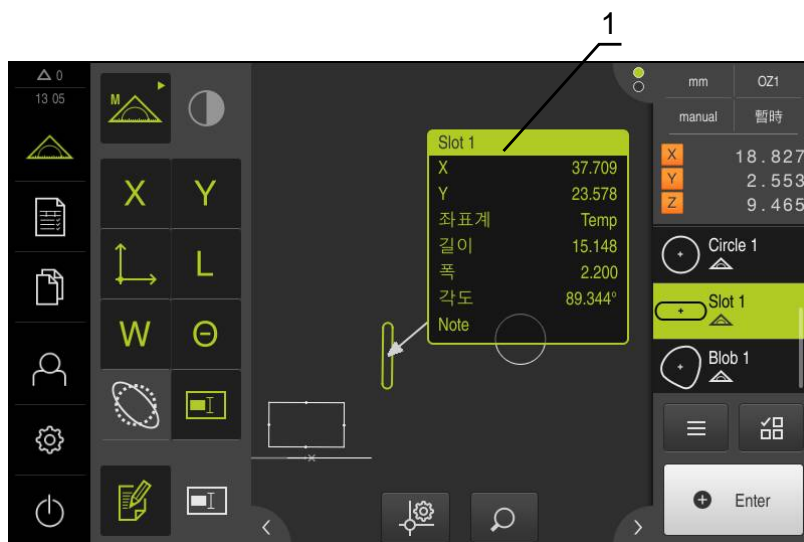 1
0
13 05
M
X
Y
L
W
Θ
Slot 1
X 37.709
Y 23.578
좌표계 Temp
길이 15.148
폭 2.200
각도 89.344°
Note
mm OZ1
manual 暫時
X 18.827
Y 2.553
Z 9.465
Circle 1
Slot 1
Blob 1
Enter